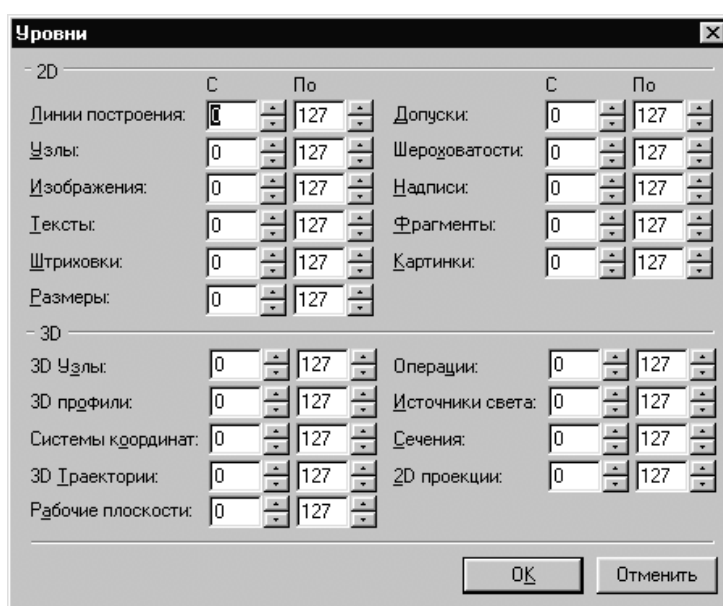 Уровни
2D
С По С По
Линии построения: 0 127 Допуски: 0 127
Узлы: 0 127 Шероховатости: 0 127
Изображения: 0 127 Надписи: 0 127
Тексты: 0 127 Фрагменты: 0 127
Штриховки: 0 127 Картинки: 0 127
Размеры: 0 127
3D
3D Узлы: 0 127 Операции: 0 127
3D профили: 0 127 Источники света: 0 127
Системы координат: 0 127 Сечения: 0 127
3D Траектории: 0 127 2D проекции: 0 127
Рабочие плоскости: 0 127
OK Отменить